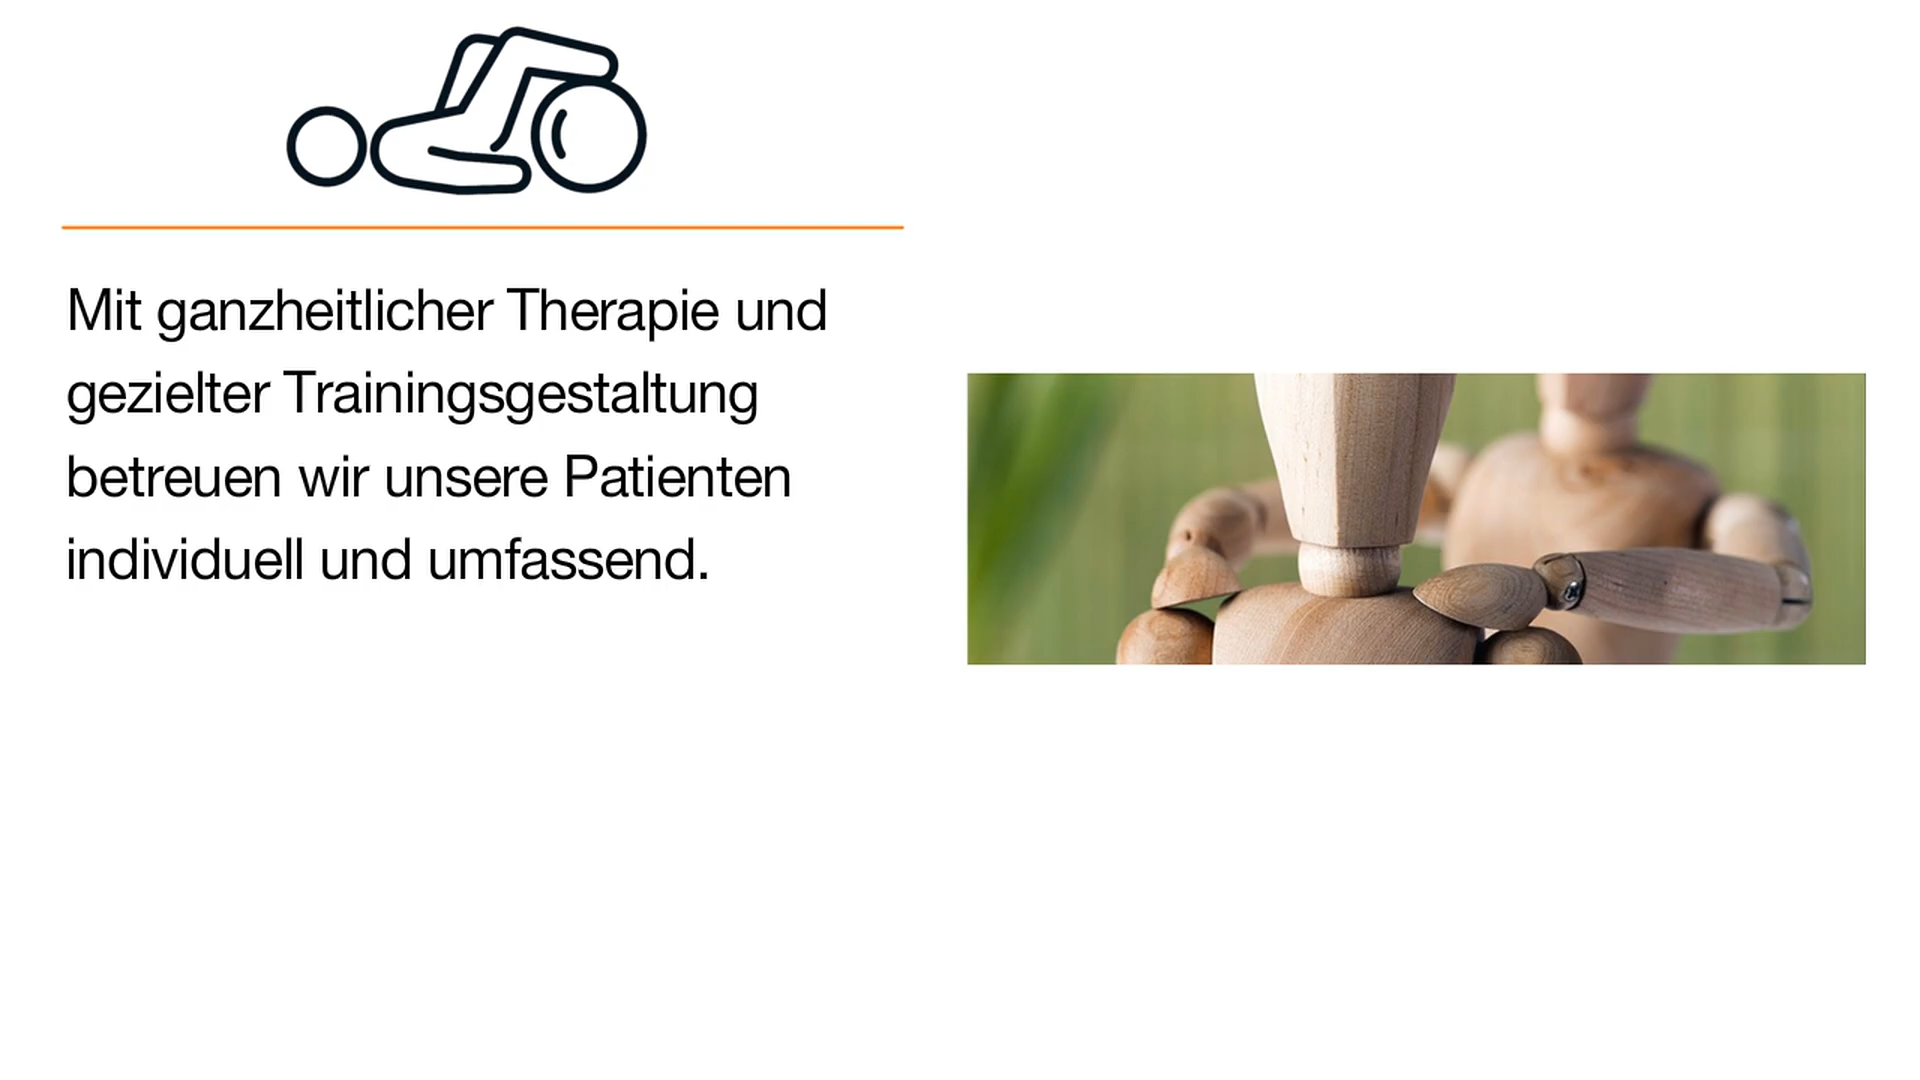 Mit ganzheitlicher Therapie und
gezielter Trainingsgestaltung
betreuen wir unsere Patienten
individuell und umfassend.